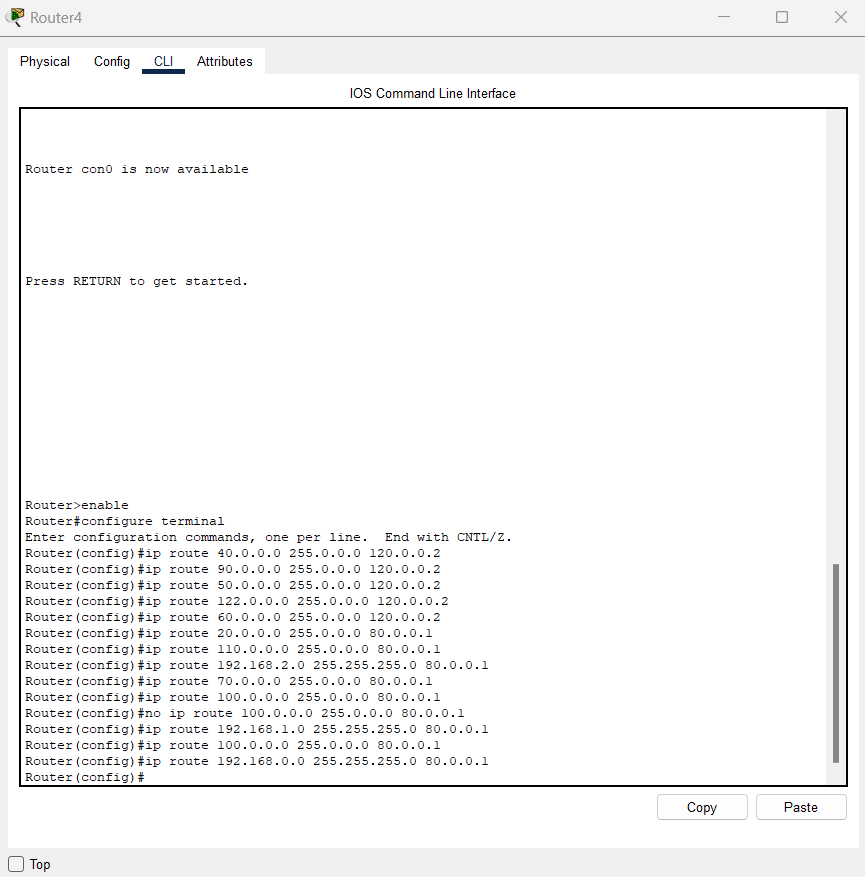 Router4
Physical Config CLI Attributes
IOS Command Line Interface
Router con0 is now available
Press RETURN to get started.
Router>enable
Router#configure terminal
Enter configuration commands, one per line.  End with CNTL/Z.
Router(config)#ip route 40.0.0.0 255.0.0.0 120.0.0.2
Router(config)#ip route 90.0.0.0 255.0.0.0 120.0.0.2
Router(config)#ip route 50.0.0.0 255.0.0.0 120.0.0.2
Router(config)#ip route 122.0.0.0 255.0.0.0 120.0.0.2
Router(config)#ip route 60.0.0.0 255.0.0.0 120.0.0.2
Router(config)#ip route 20.0.0.0 255.0.0.0 80.0.0.1
Router(config)#ip route 110.0.0.0 255.0.0.0 80.0.0.1
Router(config)#ip route 192.168.2.0 255.255.255.0 80.0.0.1
Router(config)#ip route 70.0.0.0 255.0.0.0 80.0.0.1
Router(config)#ip route 100.0.0.0 255.0.0.0 80.0.0.1
Router(config)#no ip route 100.0.0.0 255.0.0.0 80.0.0.1
Router(config)#ip route 192.168.1.0 255.255.255.0 80.0.0.1
Router(config)#ip route 100.0.0.0 255.0.0.0 80.0.0.1
Router(config)#ip route 192.168.0.0 255.255.255.0 80.0.0.1
Router(config)#
Copy Paste
Top